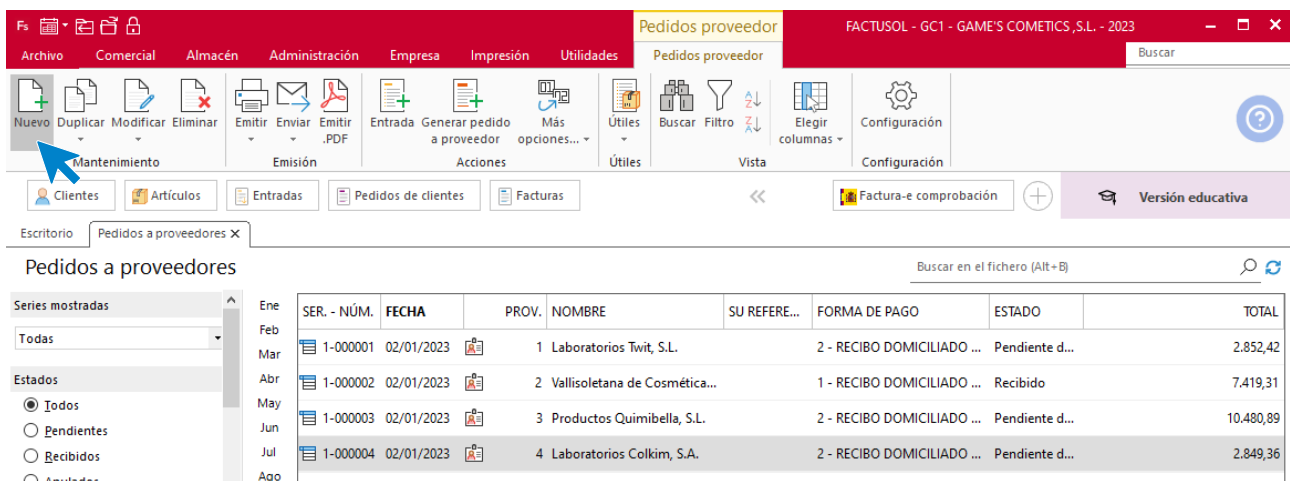 Fs Pedidos proveedor FACTUSOL - GC1 - GAME'S COMETICS ,S.L. - 2023
Archivo Comercial Almacén Administración Empresa Impresión Utilidades Pedidos proveedor Buscar
Nuevo Duplicar Modificar Eliminar Emitir Enviar Emitir .PDF Entrada Generar pedido a proveedor Más opciones... Útiles Buscar Filtro Elegir columnas Configuración
Mantenimiento Emisión Acciones Útiles Vista Configuración
Clientes Artículos Entradas Pedidos de clientes Facturas Factura-e comprobación Versión educativa
Escritorio Pedidos a proveedores X
Pedidos a proveedores Buscar en el fichero (Alt+B)
Series mostradas
Todas
Estados
Todos
Pendientes
Recibidos
Anulados
Ene
Feb
Mar
Abr
May
Jun
Jul
Ago
SER. - NÚM. FECHA PROV. NOMBRE SU REFERE... FORMA DE PAGO ESTADO TOTAL
1-000001 02/01/2023 1 Laboratorios Twit, S.L. 2 - RECIBO DOMICILIADO ... Pendiente d... 2.852,42
1-000002 02/01/2023 2 Vallisoletana de Cosmética... 1 - RECIBO DOMICILIADO ... Recibido 7.419,31
1-000003 02/01/2023 3 Productos Quimibella, S.L. 2 - RECIBO DOMICILIADO ... Pendiente d... 10.480,89
1-000004 02/01/2023 4 Laboratorios Colkim, S.A. 2 - RECIBO DOMICILIADO ... Pendiente d... 2.849,36